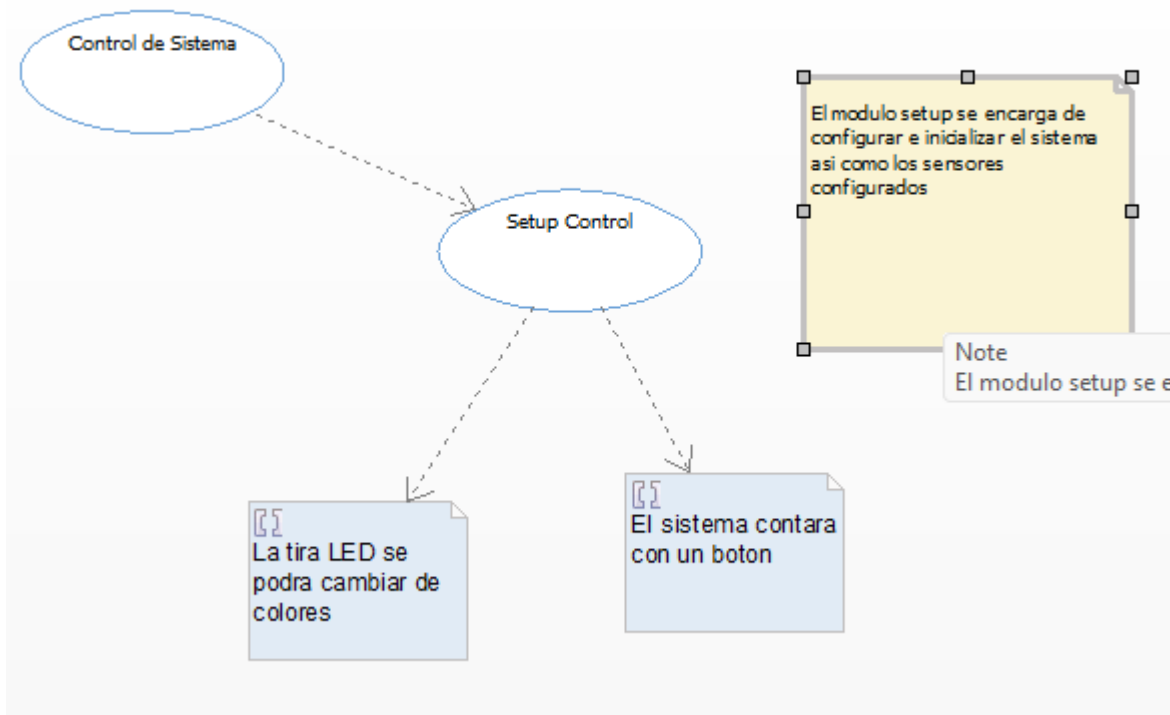 Control de Sistema
El modulo setup se encarga de
configurar e inicializar el sistema
asi como los sensores
configurados
Setup Control
Note
El modulo setup se e
La tira LED se
podra cambiar de
colores
El sistema contara
con un boton